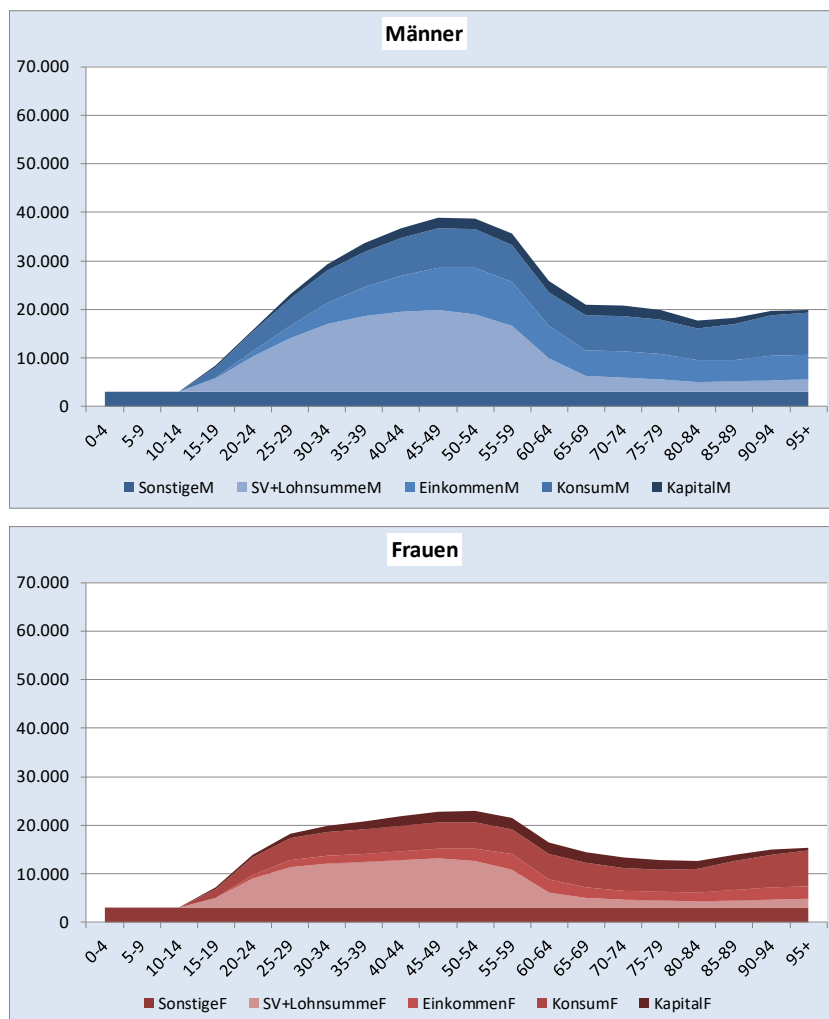 Männer
70.000
60.000
50.000
40.000
30.000
20.000
10.000
0
0-4 5-9 10-14 15-19 20-24 25-29 30-34 35-39 40-44 45-49 50-54 55-59 60-64 65-69 70-74 75-79 80-84 85-89 90-94 95+
SonstigeM SV+LohnsummeM EinkommenM KonsumM KapitalM
Frauen
70.000
60.000
50.000
40.000
30.000
20.000
10.000
0
0-4 5-9 10-14 15-19 20-24 25-29 30-34 35-39 40-44 45-49 50-54 55-59 60-64 65-69 70-74 75-79 80-84 85-89 90-94 95+
SonstigeF SV+LohnsummeF EinkommenF KonsumF KapitalF